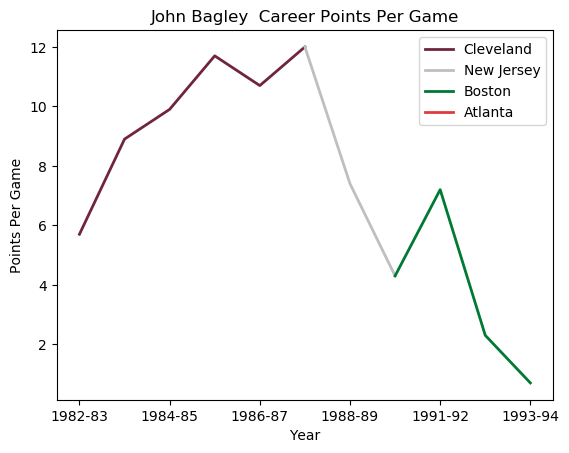 John Bagley  Career Points Per Game
Points Per Game
12
10
8
6
4
2
Cleveland
New Jersey
Boston
Atlanta
1982-83
1984-85
1986-87
1988-89
1991-92
1993-94
Year